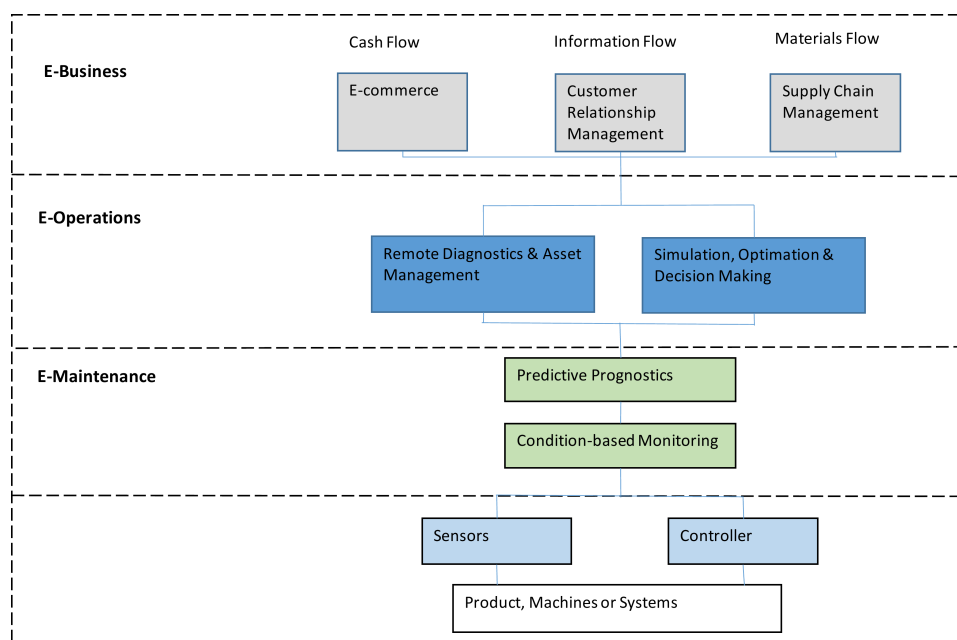 Cash Flow
Information Flow
Materials Flow
E-Business
E-commerce
Customer
Relationship
Management
Supply Chain
Management
E-Operations
Remote Diagnostics & Asset
Management
Simulation, Optimation &
Decision Making
E-Maintenance
Predictive Prognostics
Condition-based Monitoring
Sensors
Controller
Product, Machines or Systems